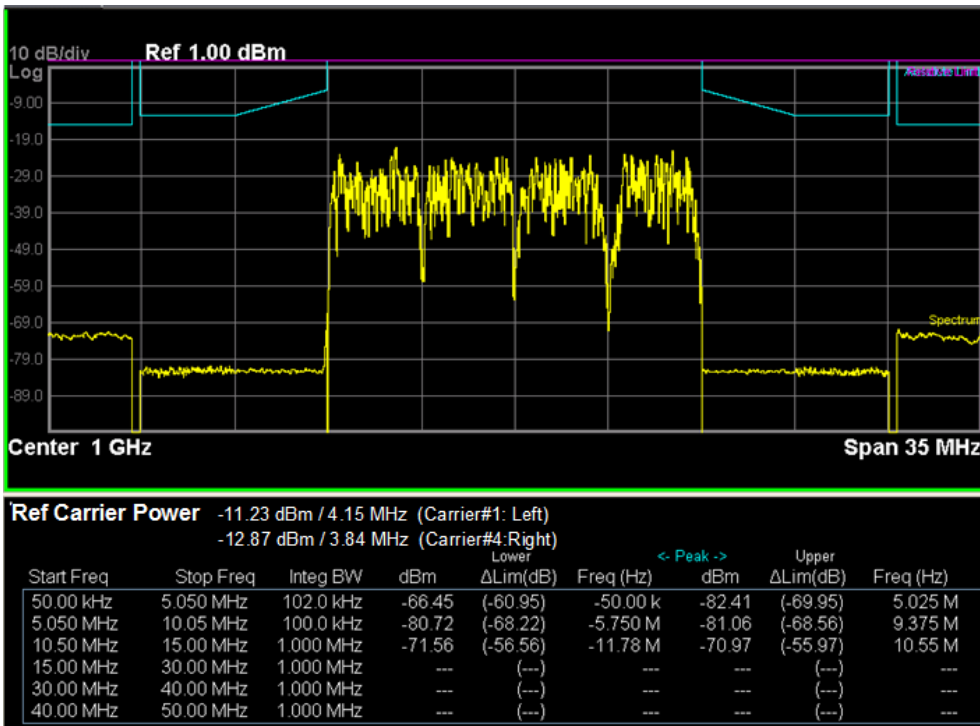 10 dB/div Ref 1.00 dBm
Log
-9.00
-19.0
-29.0
-39.0
-49.0
-59.0
-69.0
Spectrum
-79.0
-89.0
Center 1 GHz Span 35 MHz
Ref Carrier Power -11.23 dBm / 4.15 MHz (Carrier#1: Left)
-12.87 dBm / 3.84 MHz (Carrier#4:Right)
Lower <- Peak -> Upper
Start Freq Stop Freq Integ BW dBm ΔLim(dB) Freq (Hz) dBm ΔLim(dB) Freq (Hz)
50.00 kHz 5.050 MHz 102.0 kHz -66.45 (-60.95) -50.00 k -82.41 (-69.95) 5.025 M
5.050 MHz 10.05 MHz 100.0 kHz -80.72 (-68.22) -5.750 M -81.06 (-68.56) 9.375 M
10.50 MHz 15.00 MHz 1.000 MHz -71.56 (-56.56) -11.78 M -70.97 (-55.97) 10.55 M
15.00 MHz 30.00 MHz 1.000 MHz --- (---) --- --- (---) ---
30.00 MHz 40.00 MHz 1.000 MHz --- (---) --- --- (---) ---
40.00 MHz 50.00 MHz 1.000 MHz --- (---) --- --- (---) ---